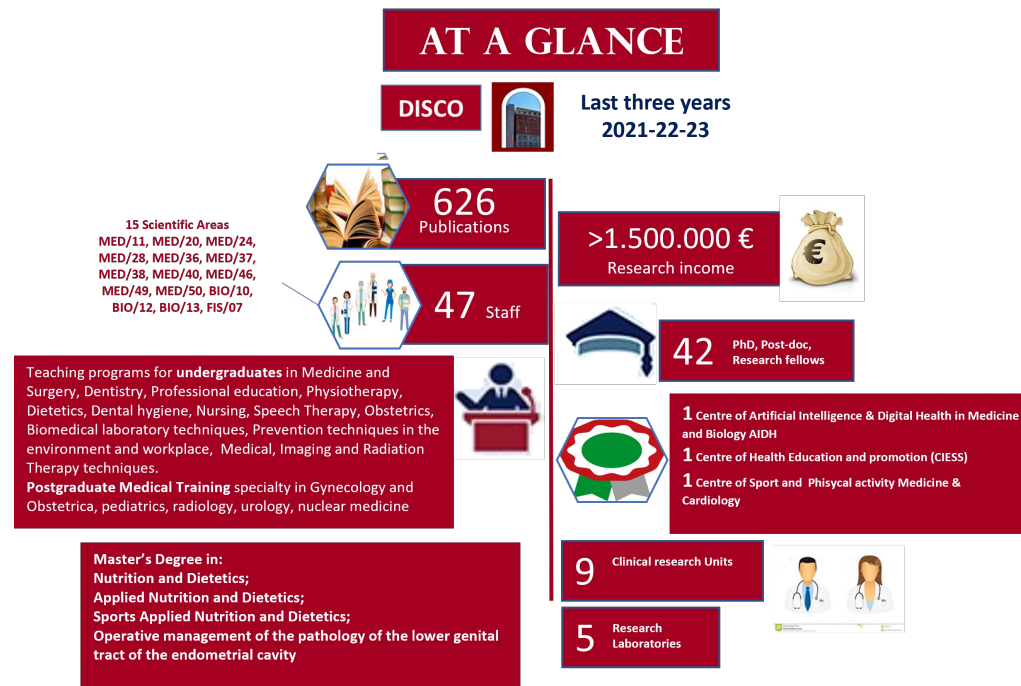 AT A GLANCE
DISCO
Last three years
2021-22-23
626
Publications
15 Scientific Areas
MED/11, MED/20, MED/24,
MED/28, MED/36, MED/37,
MED/38, MED/40, MED/46,
MED/49, MED/50, BIO/10,
BIO/12, BIO/13, FIS/07
>1.500.000 €
Research income
€
47 Staff
42 PhD, Post-doc,
Research fellows
Teaching programs for undergraduates in Medicine and
Surgery, Dentistry, Professional education, Physiotherapy,
Dietetics, Dental hygiene, Nursing, Speech Therapy, Obstetrics,
Biomedical laboratory techniques, Prevention techniques in the
environment and workplace, Medical, Imaging and Radiation
Therapy techniques.
Postgraduate Medical Training specialty in Gynecology and
Obstetrica, pediatrics, radiology, urology, nuclear medicine
1 Centre of Artificial Intelligence & Digital Health in Medicine
and Biology AIDH
1 Centre of Health Education and promotion (CIESS)
1 Centre of Sport and Phisycal activity Medicine &
Cardiology
Master's Degree in:
Nutrition and Dietetics;
Applied Nutrition and Dietetics;
Sports Applied Nutrition and Dietetics;
Operative management of the pathology of the lower genital
tract of the endometrial cavity
9 Clinical research Units
5 Research
Laboratories